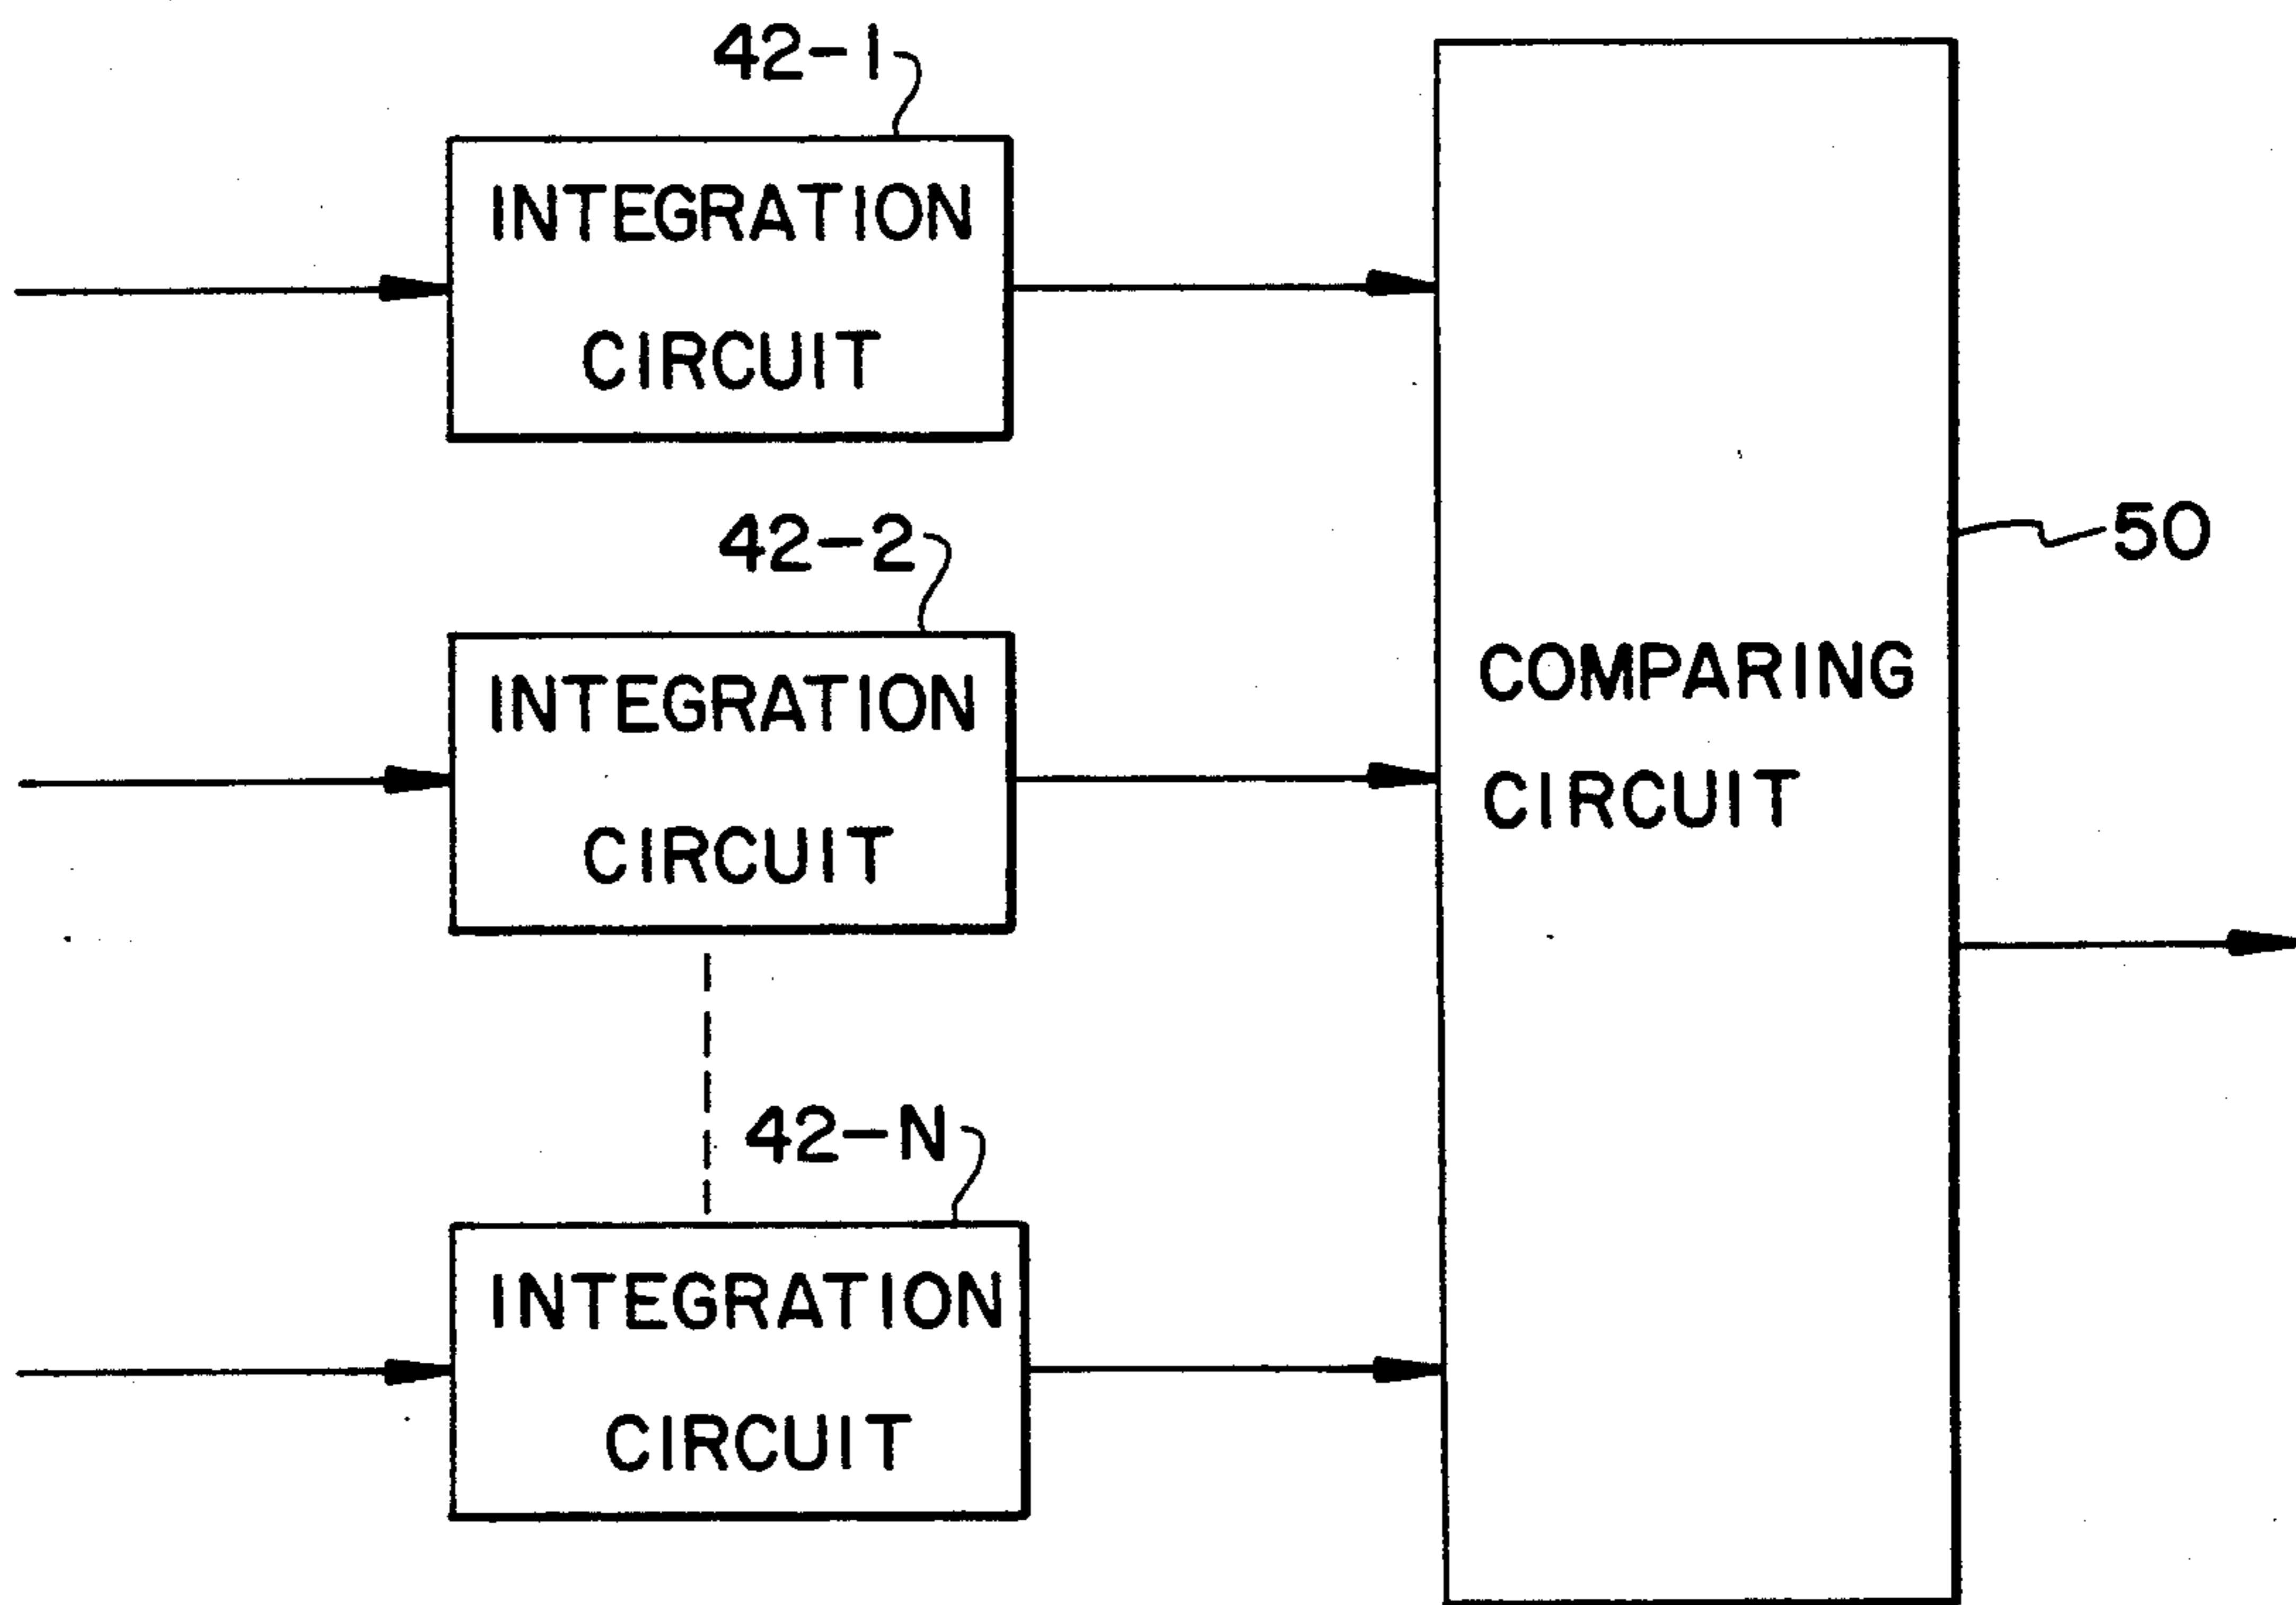 42-1
INTEGRATION
CIRCUIT
42-2
INTEGRATION
CIRCUIT
42-N
INTEGRATION
CIRCUIT
COMPARING
CIRCUIT
50